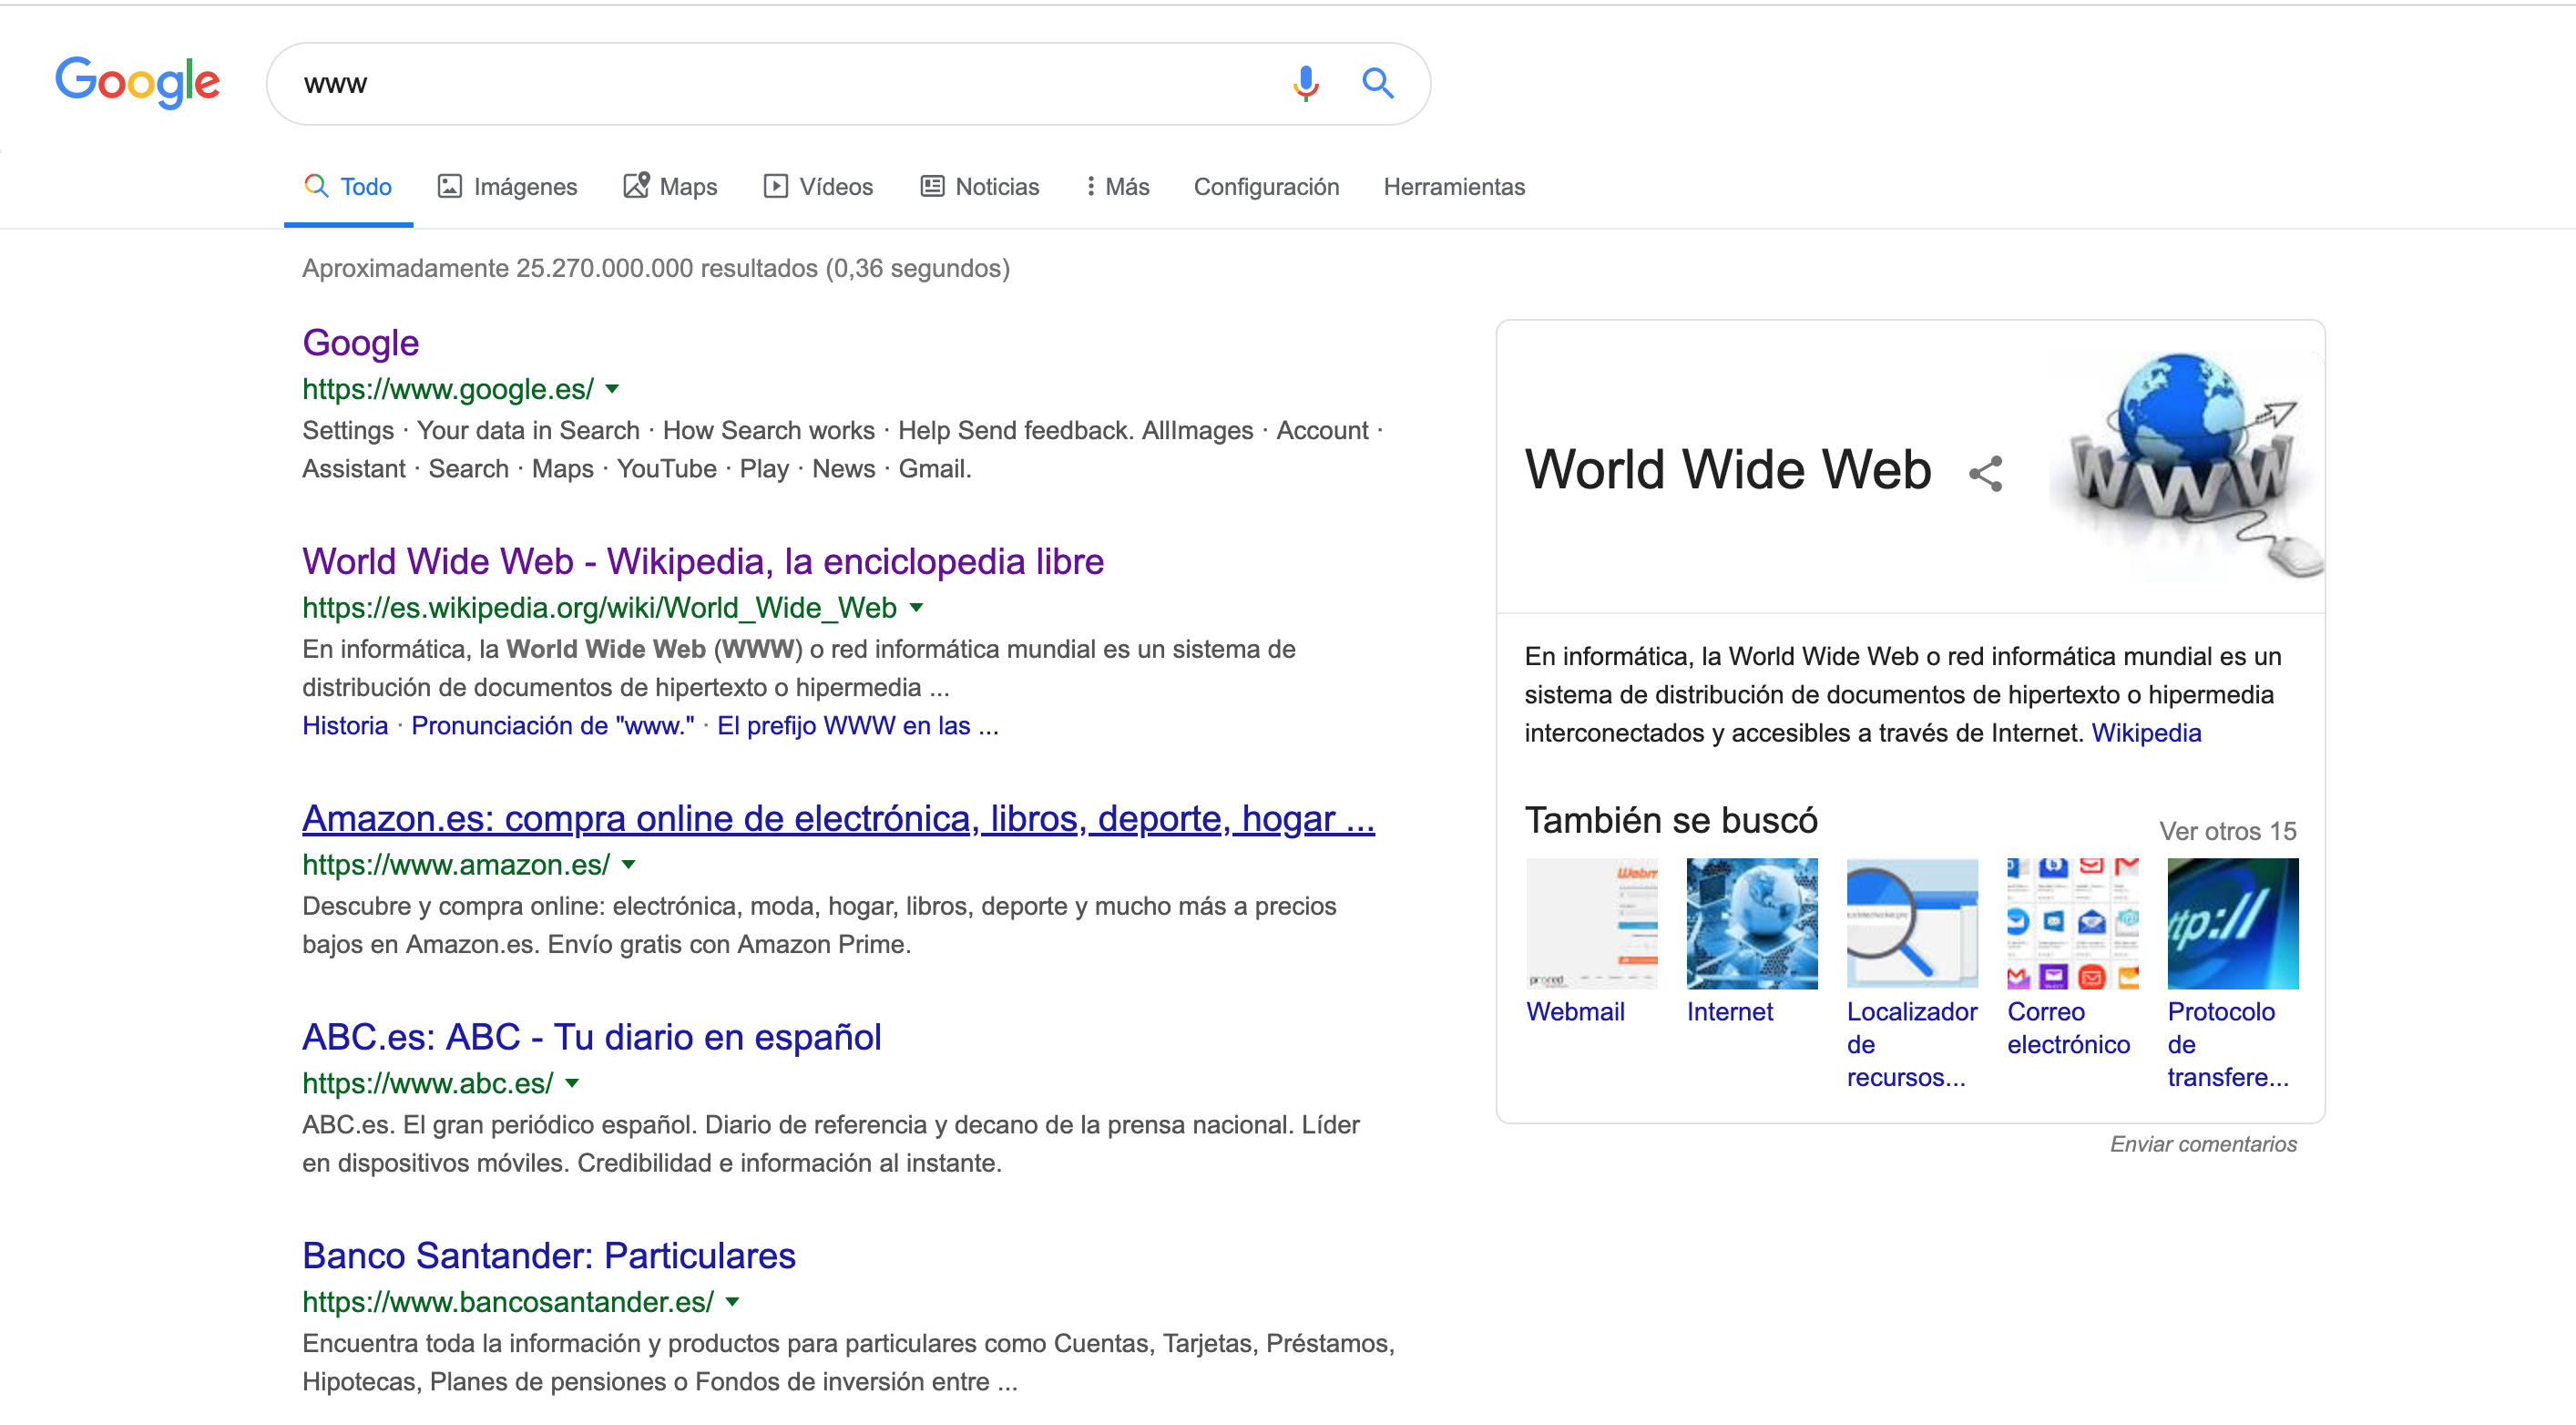 Google
www
Todo
Imágenes
Maps
Vídeos
Noticias
Más
Configuración
Herramientas
Aproximadamente 25.270.000.000 resultados (0,36 segundos)
Google
https://www.google.es/
Settings · Your data in Search · How Search works · Help Send feedback. AllImages · Account ·
Assistant · Search · Maps · YouTube · Play · News · Gmail.
World Wide Web - Wikipedia, la enciclopedia libre
https://es.wikipedia.org/wiki/World_Wide_Web
En informática, la World Wide Web (WWW) o red informática mundial es un sistema de
distribución de documentos de hipertexto o hipermedia ...
Historia · Pronunciación de "www." · El prefijo WWW en las ...
Amazon.es: compra online de electrónica, libros, deporte, hogar ...
https://www.amazon.es/
Descubre y compra online: electrónica, moda, hogar, libros, deporte y mucho más a precios
bajos en Amazon.es. Envío gratis con Amazon Prime.
ABC.es: ABC - Tu diario en español
https://www.abc.es/
ABC.es. El gran periódico español. Diario de referencia y decano de la prensa nacional. Líder
en dispositivos móviles. Credibilidad e información al instante.
Banco Santander: Particulares
https://www.bancosantander.es/
Encuentra toda la información y productos para particulares como Cuentas, Tarjetas, Préstamos,
Hipotecas, Planes de pensiones o Fondos de inversión entre ...
World Wide Web
WWW
En informática, la World Wide Web o red informática mundial es un
sistema de distribución de documentos de hipertexto o hipermedia
interconectados y accesibles a través de Internet. Wikipedia
También se buscó
Ver otros 15
Webm
prored
ttp://
Webmail
Internet
Localizador
de
recursos...
Correo
electrónico
Protocolo
de
transfere...
Enviar comentarios